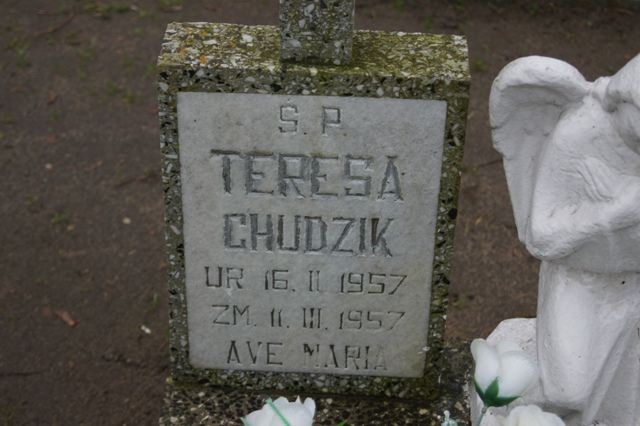 S. P.
TERESA
CHUDZIK
UR 16. II. 1957
ZM. 11. III. 1957
AVE MARIA